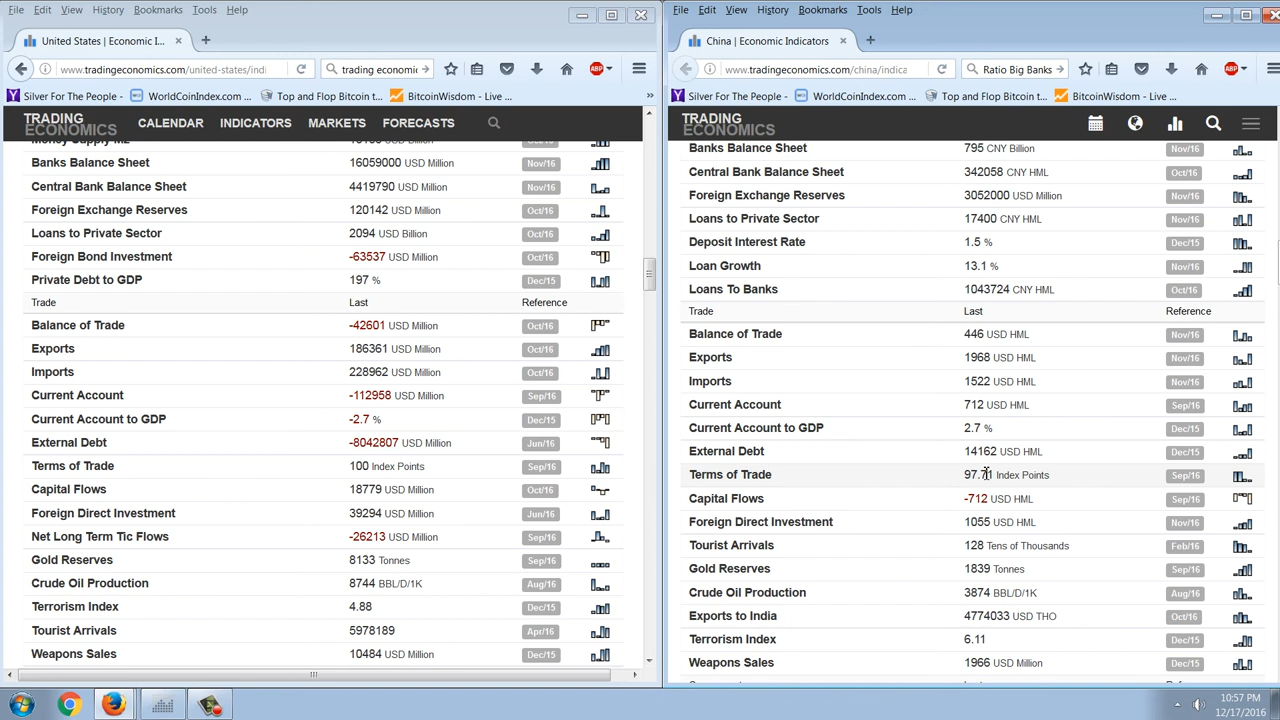 File Edit View History Bookmarks Tools Help
United States | Economic I... × +
www.tradingeconomics.com/united-states/indi
trading economic
ABP
Silver For The People - WorldCoinIndex.com Top and Flop Bitcoin t... BitcoinWisdom - Live ... »
TRADING ECONOMICS CALENDAR INDICATORS MARKETS FORECASTS
Banks Balance Sheet 16059000 USD Million Nov/16
Central Bank Balance Sheet 4419790 USD Million Nov/16
Foreign Exchange Reserves 120142 USD Million Oct/16
Loans to Private Sector 2094 USD Billion Oct/16
Foreign Bond Investment -63537 USD Million Oct/16
Private Debt to GDP 197 % Dec/15
Trade Last Reference
Balance of Trade -42601 USD Million Oct/16
Exports 186361 USD Million Oct/16
Imports 228962 USD Million Oct/16
Current Account -112958 USD Million Sep/16
Current Account to GDP -2.7 % Dec/15
External Debt -8042807 USD Million Jun/16
Terms of Trade 100 Index Points Sep/16
Capital Flows 18779 USD Million Oct/16
Foreign Direct Investment 39294 USD Million Jun/16
Net Long Term Tic Flows -26213 USD Million Sep/16
Gold Reserves 8133 Tonnes Sep/16
Crude Oil Production 8744 BBL/D/1K Aug/16
Terrorism Index 4.88 Dec/15
Tourist Arrivals 5978189 Apr/16
Weapons Sales 10484 USD Million Dec/15
File Edit View History Bookmarks Tools Help
China | Economic Indicators × +
www.tradingeconomics.com/china/indica
Ratio Big Banks
ABP
Silver For The People - WorldCoinIndex.com Top and Flop Bitcoin t... BitcoinWisdom - Live ...
TRADING ECONOMICS
Banks Balance Sheet 795 CNY Billion Nov/16
Central Bank Balance Sheet 342058 CNY HML Oct/16
Foreign Exchange Reserves 3052000 USD Million Nov/16
Loans to Private Sector 17400 CNY HML Nov/16
Deposit Interest Rate 1.5 % Dec/15
Loan Growth 13.1 % Nov/16
Loans To Banks 1043724 CNY HML Oct/16
Trade Last Reference
Balance of Trade 446 USD HML Nov/16
Exports 1968 USD HML Nov/16
Imports 1522 USD HML Nov/16
Current Account 712 USD HML Sep/16
Current Account to GDP 2.7 % Dec/15
External Debt 14162 USD HML Dec/15
Terms of Trade Index Points Sep/16
Capital Flows -712 USD HML Sep/16
Foreign Direct Investment 1055 USD HML Nov/16
Tourist Arrivals 128 Tens of Thousands Feb/16
Gold Reserves 1839 Tonnes Sep/16
Crude Oil Production 3874 BBL/D/1K Aug/16
Exports to India 4774033 USD THO Oct/16
Terrorism Index 6.11 Dec/15
Weapons Sales 1966 USD Million Dec/15
10:57 PM
12/17/2016